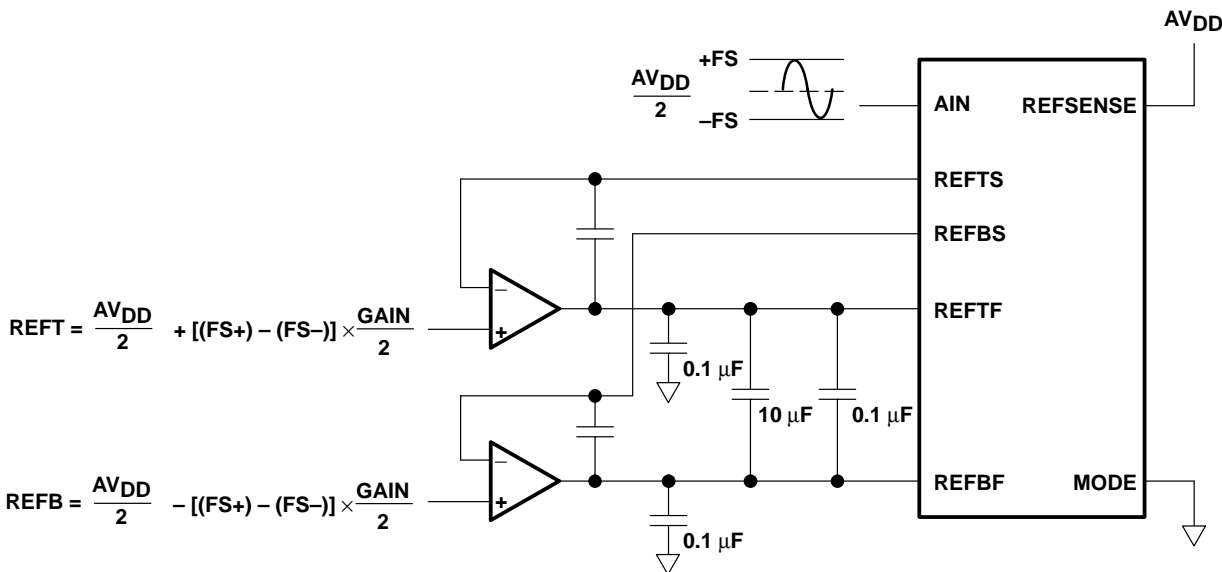 AVDD
+FS
AVDD
2
–FS
AIN
REFSENSE
REFTS
REFBS
–
+
REFT = AVDD/2 + [(FS+) – (FS–)] × GAIN/2
REFTF
0.1 μF
10 μF
0.1 μF
–
+
REFB = AVDD/2 – [(FS+) – (FS–)] × GAIN/2
REFBF
MODE
0.1 μF